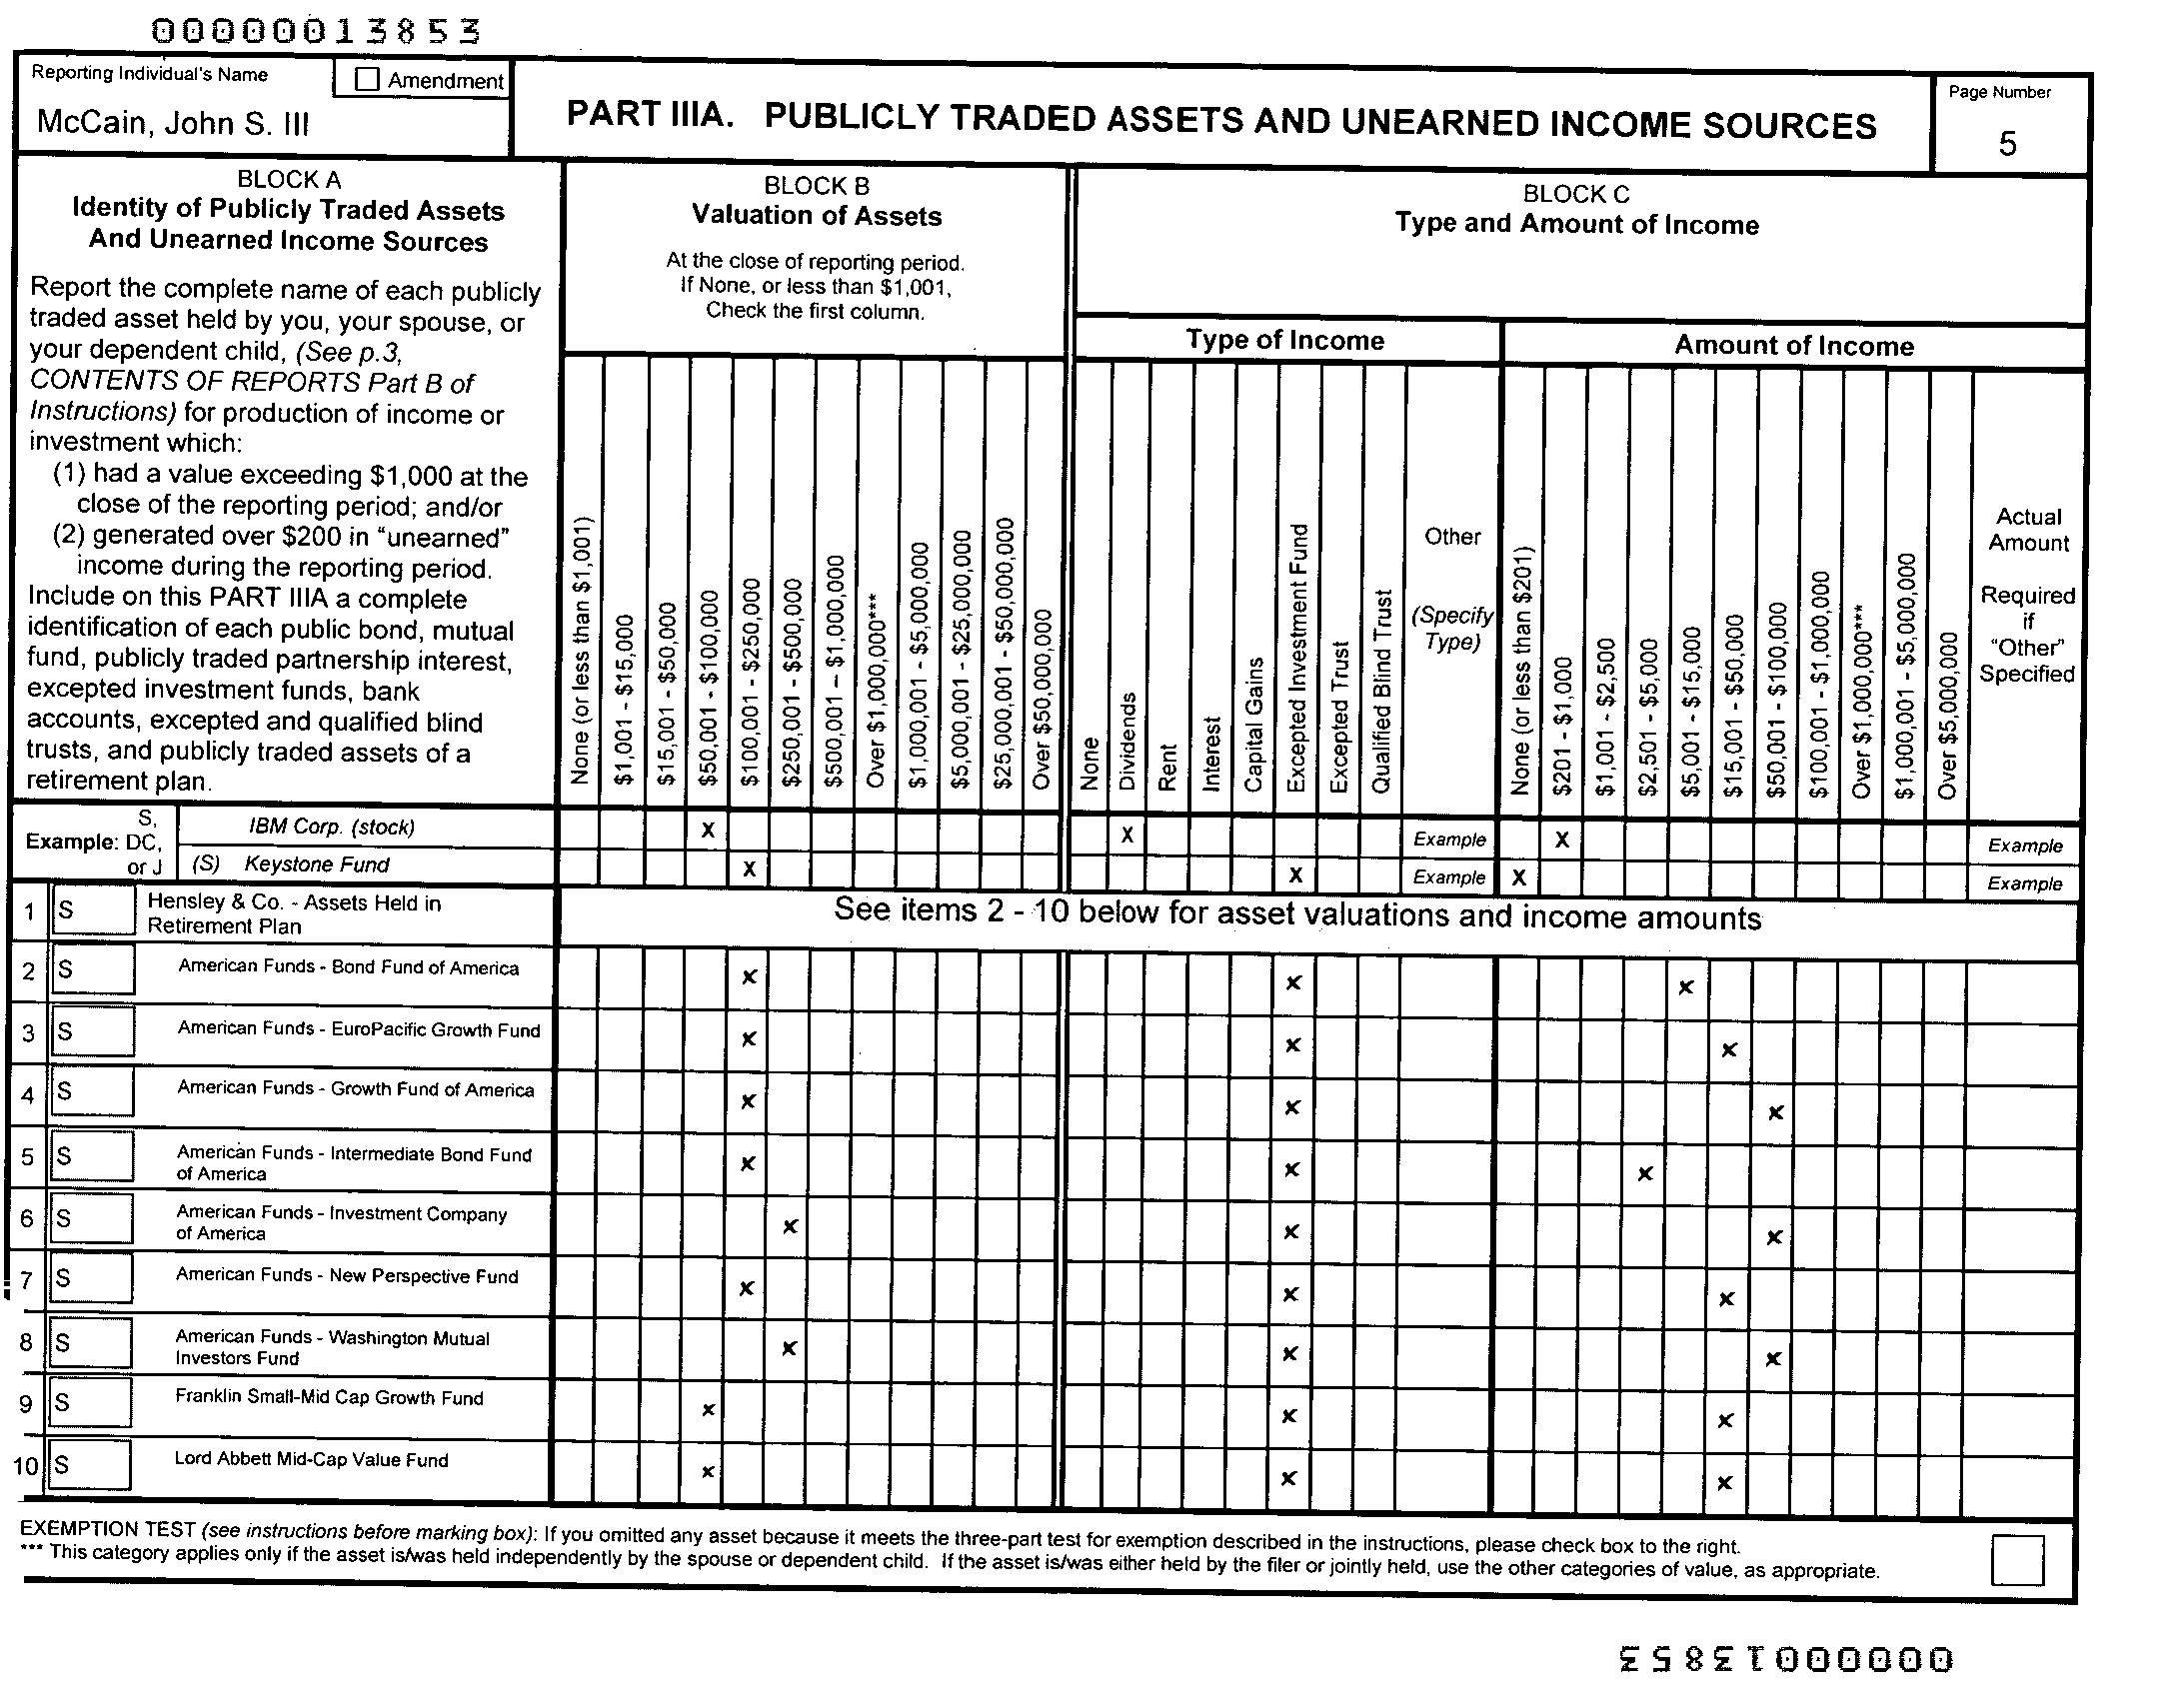 00000013853
Reporting Individual's Name
Amendment
McCain, John S. III
PART IIIA. PUBLICLY TRADED ASSETS AND UNEARNED INCOME SOURCES
Page Number
5
BLOCK A
Identity of Publicly Traded Assets
And Unearned Income Sources
Report the complete name of each publicly
traded asset held by you, your spouse, or
your dependent child, (See p.3,
CONTENTS OF REPORTS Part B of
Instructions) for production of income or
investment which:
(1) had a value exceeding $1,000 at the
close of the reporting period; and/or
(2) generated over $200 in “unearned”
income during the reporting period.
Include on this PART IIIA a complete
identification of each public bond, mutual
fund, publicly traded partnership interest,
excepted investment funds, bank
accounts, excepted and qualified blind
trusts, and publicly traded assets of a
retirement plan.
BLOCK B
Valuation of Assets
At the close of reporting period.
If None, or less than $1,001,
Check the first column.
None (or less than $1,001)
$1,001 - $15,000
$15,001 - $50,000
$50,001 - $100,000
$100,001 - $250,000
$250,001 - $500,000
$500,001 – $1,000,000
Over $1,000,000***
$1,000,001 - $5,000,000
$5,000,001 - $25,000,000
$25,000,001 - $50,000,000
Over $50,000,000
BLOCK C
Type and Amount of Income
Type of Income
None
Dividends
Rent
Interest
Capital Gains
Excepted Investment Fund
Excepted Trust
Qualified Blind Trust
Other
(Specify
Type)
Amount of Income
None (or less than $201)
$201 - $1,000
$1,001 - $2,500
$2,501 - $5,000
$5,001 - $15,000
$15,001 - $50,000
$50,001 - $100,000
$100,001 - $1,000,000
Over $1,000,000***
$1,000,001 - $5,000,000
Over $5,000,000
Actual
Amount
Required
if
“Other”
Specified
S,
Example: DC,
or J
IBM Corp. (stock) X X Example X Example
(S) Keystone Fund X X Example X Example
1 S Hensley & Co. - Assets Held in
Retirement Plan
See items 2 - 10 below for asset valuations and income amounts
2 S American Funds - Bond Fund of America x x x
3 S American Funds - EuroPacific Growth Fund x x x
4 S American Funds - Growth Fund of America x x x
5 S American Funds - Intermediate Bond Fund
of America x x x
6 S American Funds - Investment Company
of America x x x
7 S American Funds - New Perspective Fund x x x
8 S American Funds - Washington Mutual
Investors Fund x x x
9 S Franklin Small-Mid Cap Growth Fund x x x
10 S Lord Abbett Mid-Cap Value Fund x x x
EXEMPTION TEST (see instructions before marking box): If you omitted any asset because it meets the three-part test for exemption described in the instructions, please check box to the right.
*** This category applies only if the asset is/was held independently by the spouse or dependent child. If the asset is/was either held by the filer or jointly held, use the other categories of value, as appropriate.
00000013853